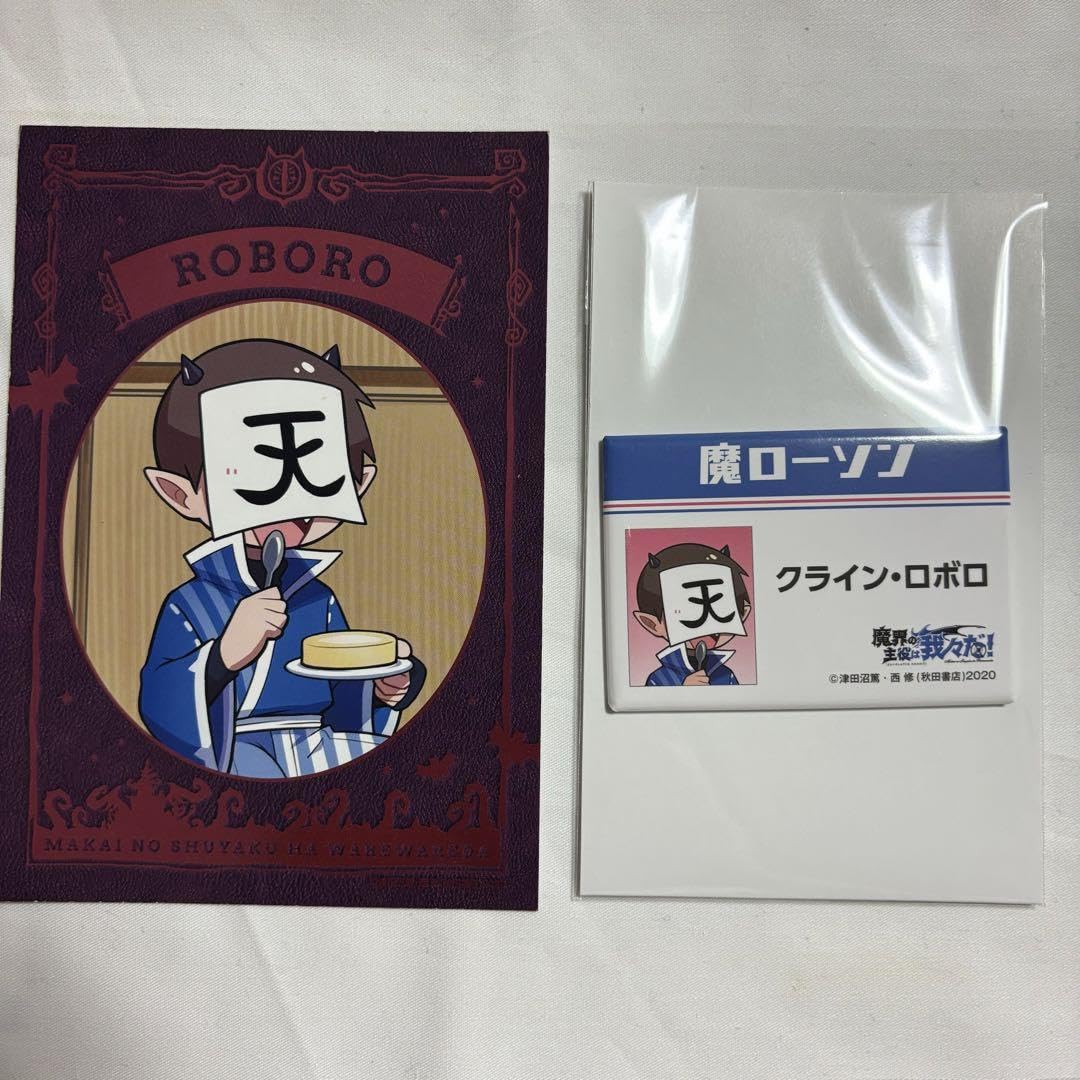 ROBORO
天
MAKAI NO SHUYAKU HA WAREWAREDA
魔ローソン
天
クライン・ロボロ
魔界の
主役は
我々だ!
©津田沼篤・西 修(秋田書店)2020